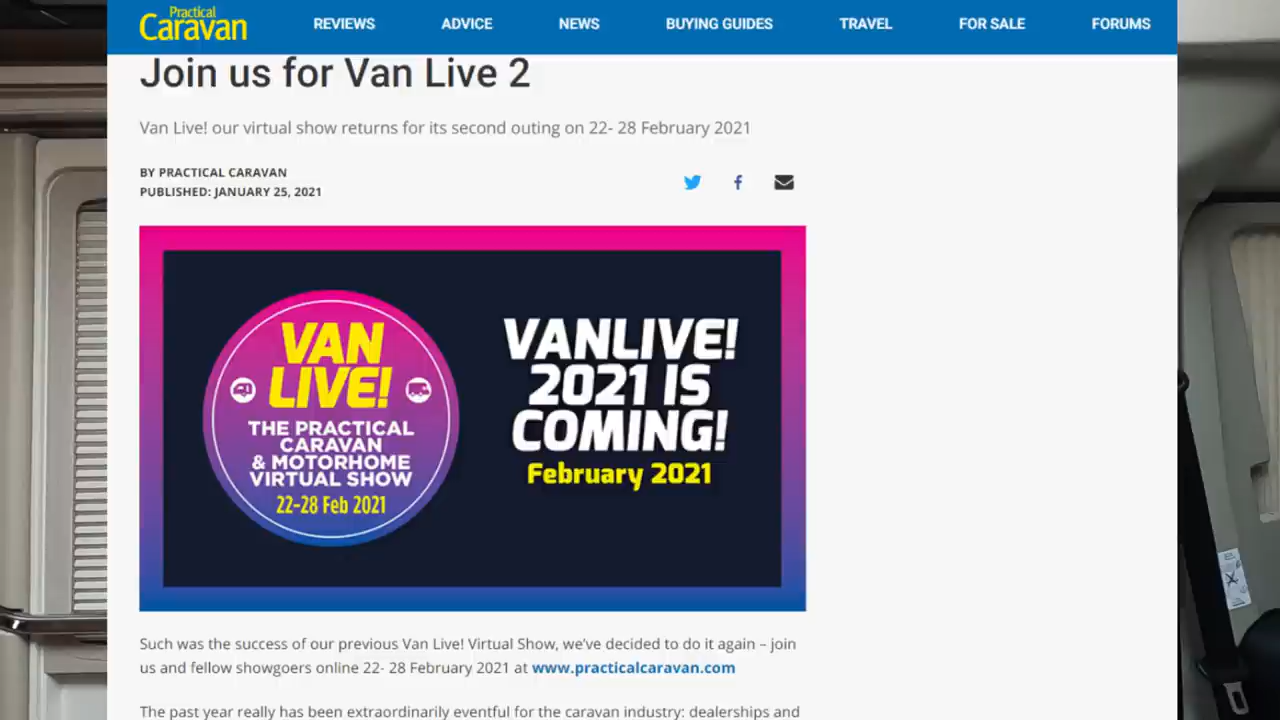 Practical
Caravan
REVIEWS
ADVICE
NEWS
BUYING GUIDES
TRAVEL
FOR SALE
FORUMS
Join us for Van Live 2
Van Live! our virtual show returns for its second outing on 22- 28 February 2021
BY PRACTICAL CARAVAN
PUBLISHED: JANUARY 25, 2021
VAN
LIVE!
THE PRACTICAL
CARAVAN
& MOTORHOME
VIRTUAL SHOW
22-28 Feb 2021
VANLIVE!
2021 IS
COMING!
February 2021
Such was the success of our previous Van Live! Virtual Show, we’ve decided to do it again – join
us and fellow showgoers online 22- 28 February 2021 at www.practicalcaravan.com
The past year really has been extraordinarily eventful for the caravan industry: dealerships and